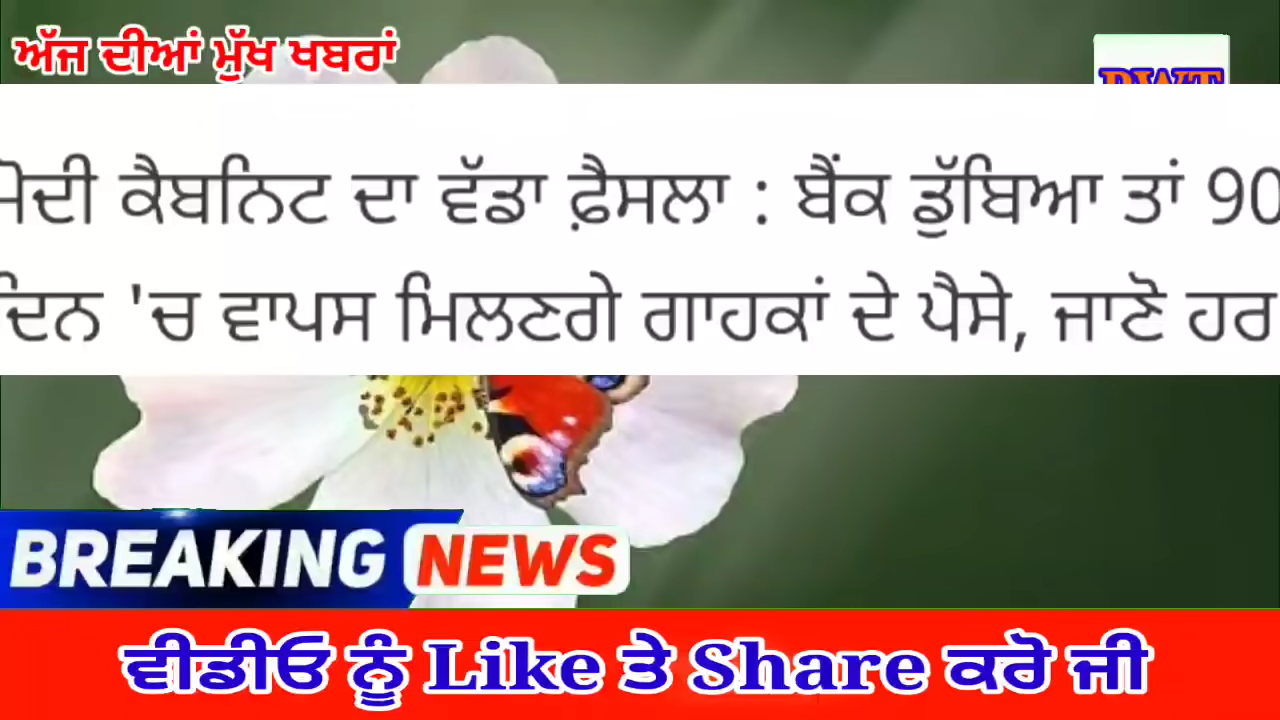 ਅੱਜ ਦੀਆਂ ਮੁੱਖ ਖਬਰਾਂ
ਮੋਦੀ ਕੈਬਨਿਟ ਦਾ ਵੱਡਾ ਫ਼ੈਸਲਾ : ਬੈਂਕ ਡੁੱਬਿਆ ਤਾਂ 90
ਦਿਨ 'ਚ ਵਾਪਸ ਮਿਲਣਗੇ ਗਾਹਕਾਂ ਦੇ ਪੈਸੇ, ਜਾਣੋ ਹਰ
BREAKING NEWS
ਵੀਡੀਓ ਨੂੰ Like ਤੇ Share ਕਰੋ ਜੀ